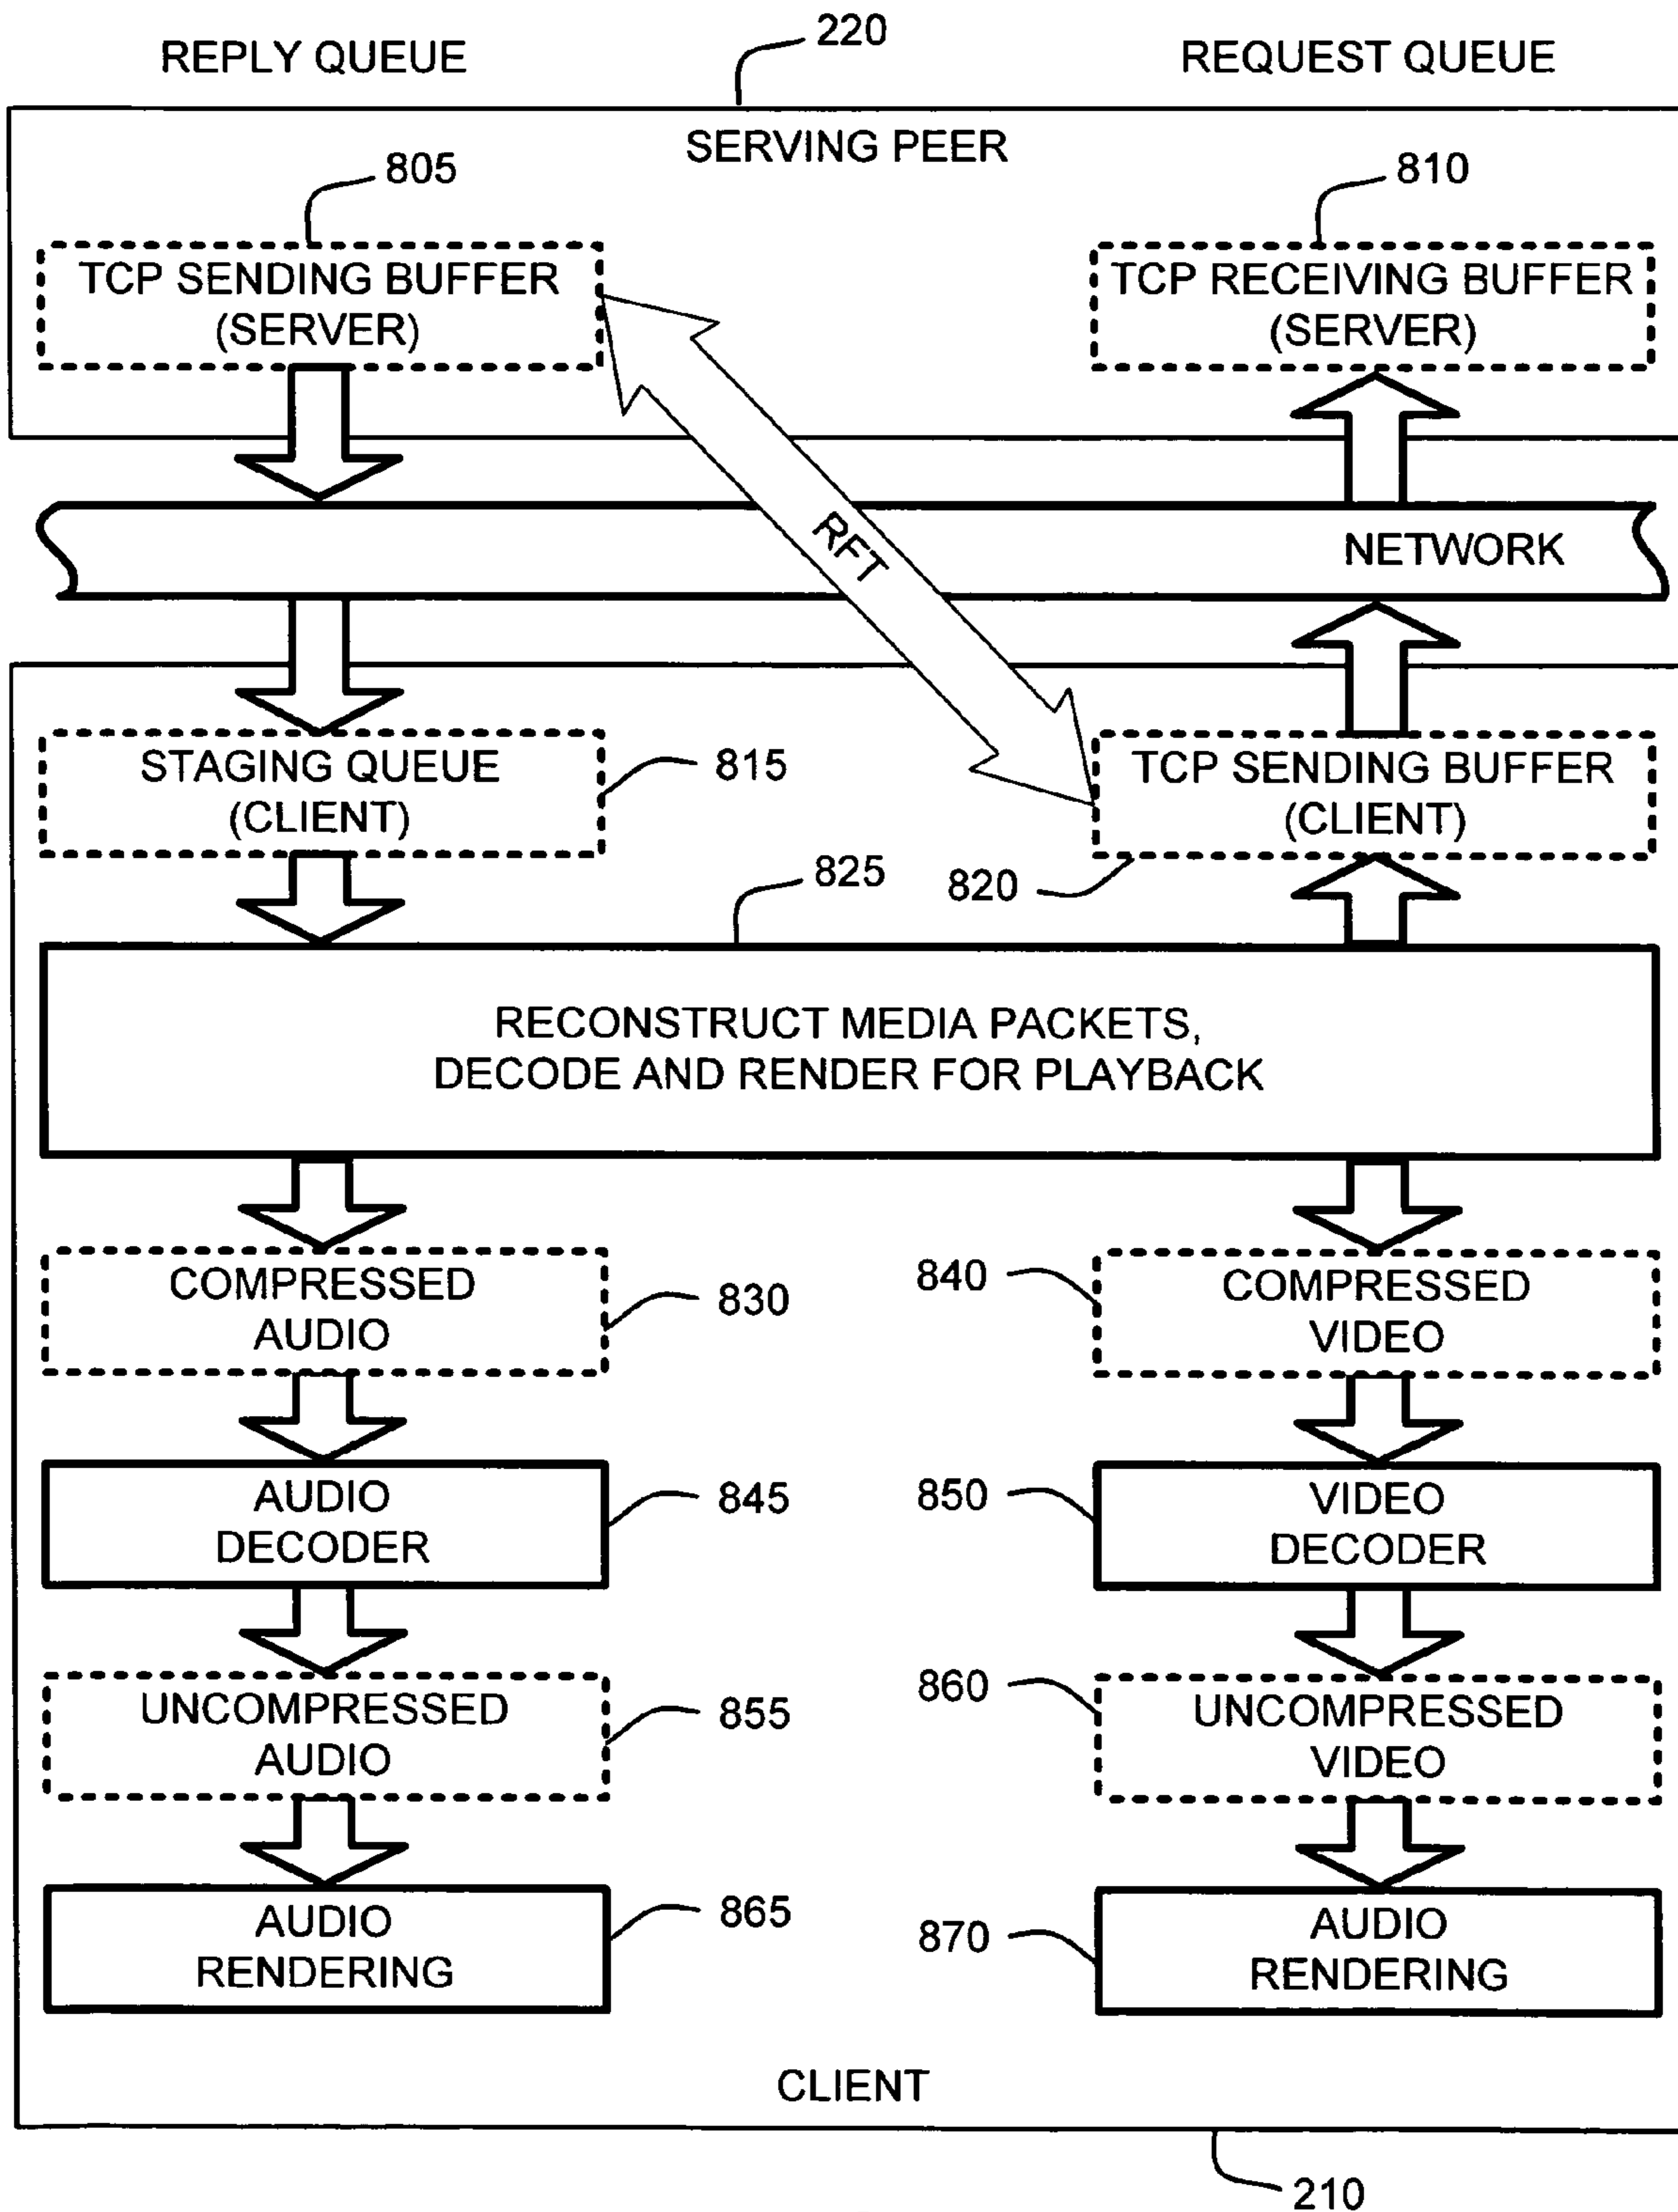 REPLY QUEUE
220
REQUEST QUEUE
SERVING PEER
805
810
TCP SENDING BUFFER
(SERVER)
TCP RECEIVING BUFFER
(SERVER)
RFT
NETWORK
STAGING QUEUE
(CLIENT)
815
TCP SENDING BUFFER
(CLIENT)
825
820
RECONSTRUCT MEDIA PACKETS,
DECODE AND RENDER FOR PLAYBACK
COMPRESSED
AUDIO
830
840
COMPRESSED
VIDEO
AUDIO
DECODER
845
850
VIDEO
DECODER
UNCOMPRESSED
AUDIO
855
860
UNCOMPRESSED
VIDEO
AUDIO
RENDERING
865
870
AUDIO
RENDERING
CLIENT
210